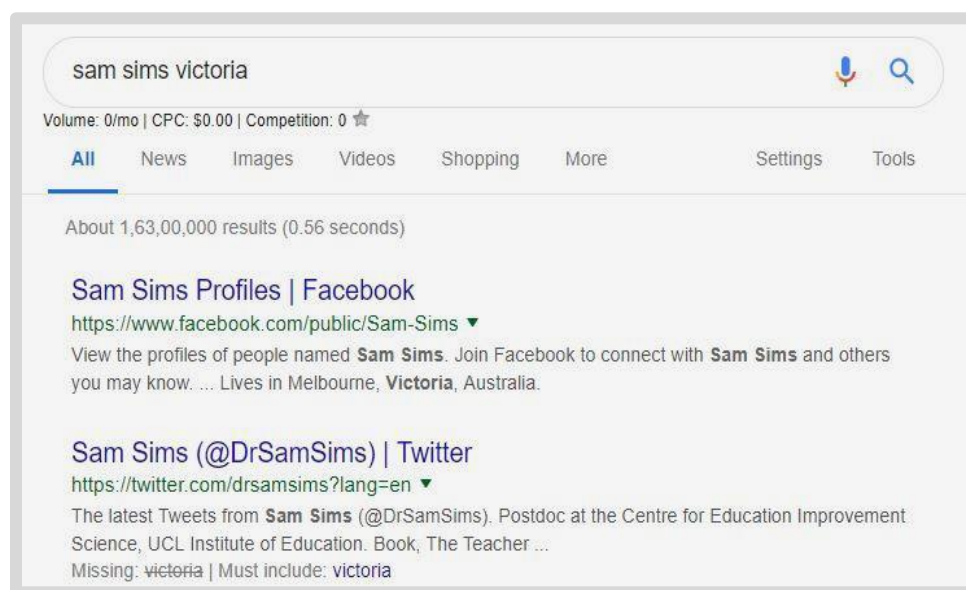 sam sims victoria
Volume: 0/mo | CPC: $0.00 | Competition: 0
All News Images Videos Shopping More Settings Tools
About 1,63,00,000 results (0.56 seconds)
Sam Sims Profiles | Facebook
https://www.facebook.com/public/Sam-Sims
View the profiles of people named Sam Sims. Join Facebook to connect with Sam Sims and others
you may know. ... Lives in Melbourne, Victoria, Australia.
Sam Sims (@DrSamSims) | Twitter
https://twitter.com/drsamsims?lang=en
The latest Tweets from Sam Sims (@DrSamSims). Postdoc at the Centre for Education Improvement
Science, UCL Institute of Education. Book, The Teacher ...
Missing: victoria | Must include: victoria